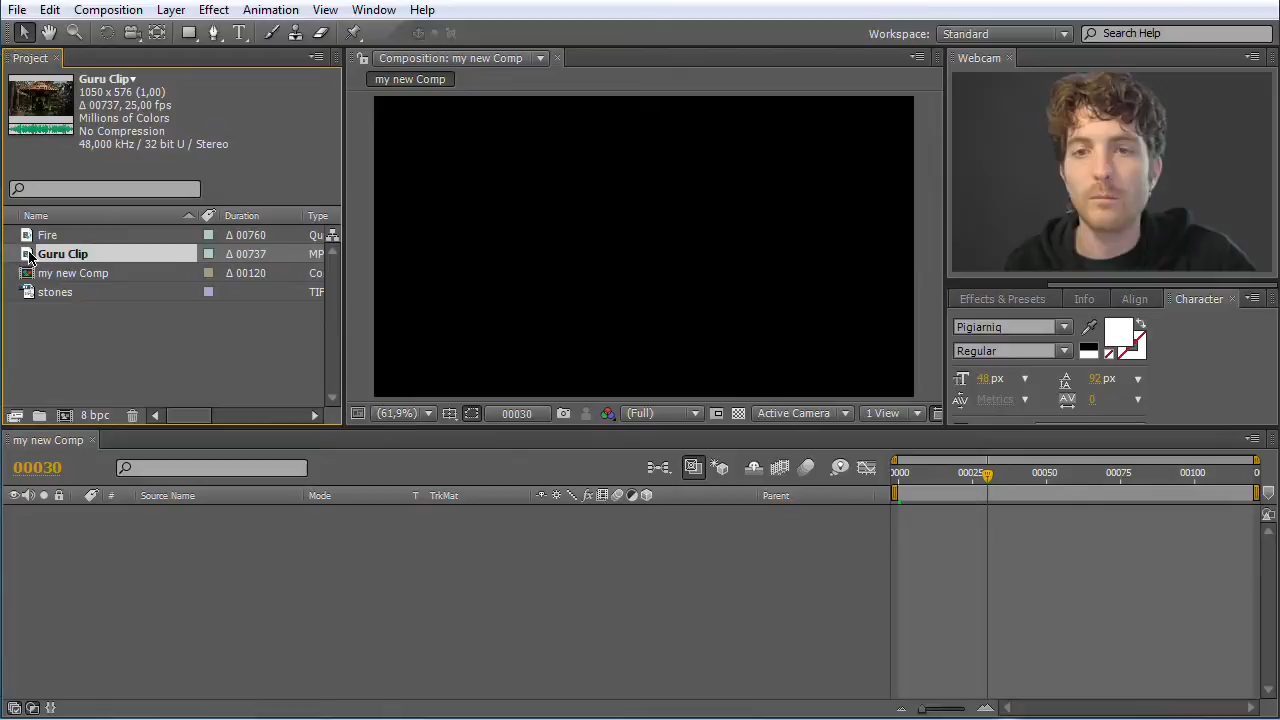 File Edit Composition Layer Effect Animation View Window Help
Workspace: Standard Search Help
Project
Guru Clip▾
1050 x 576 (1,00)
Δ 00737, 25,00 fps
Millions of Colors
No Compression
48,000 kHz / 32 bit U / Stereo
Name Duration Type
Fire Δ 00760 Qu
Guru Clip Δ 00737 MP
my new Comp Δ 00120 Co
stones TIF
8 bpc
Composition: my new Comp
my new Comp
(61,9%) 00030 (Full) Active Camera 1 View
Webcam
Effects & Presets Info Align Character
Pigiarniq
Regular
48 px 92 px
Metrics 0
my new Comp
00030
0000 00025 00050 00075 00100 0
# Source Name Mode T TrkMat fx Parent